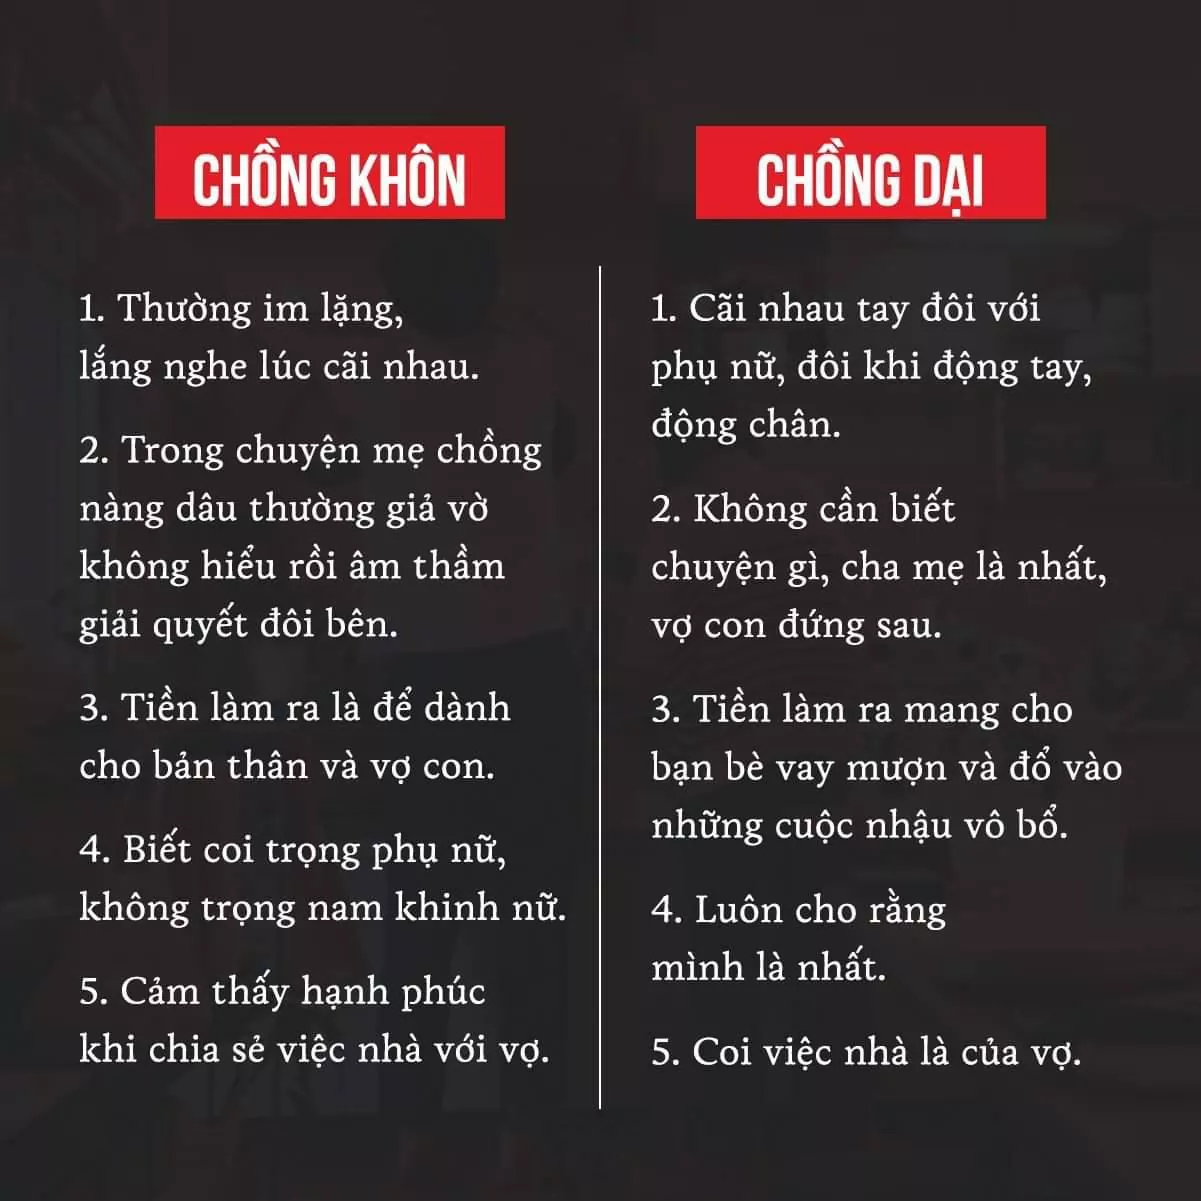 CHỒNG KHÔN
1. Thường im lặng,
lắng nghe lúc cãi nhau.
2. Trong chuyện mẹ chồng
nàng dâu thường giả vờ
không hiểu rồi âm thầm
giải quyết đôi bên.
3. Tiền làm ra là để dành
cho bản thân và vợ con.
4. Biết coi trọng phụ nữ,
không trọng nam khinh nữ.
5. Cảm thấy hạnh phúc
khi chia sẻ việc nhà với vợ.
CHỒNG DẠI
1. Cãi nhau tay đôi với
phụ nữ, đôi khi động tay,
động chân.
2. Không cần biết
chuyện gì, cha mẹ là nhất,
vợ con đứng sau.
3. Tiền làm ra mang cho
bạn bè vay mượn và đổ vào
những cuộc nhậu vô bổ.
4. Luôn cho rằng
mình là nhất.
5. Coi việc nhà là của vợ.